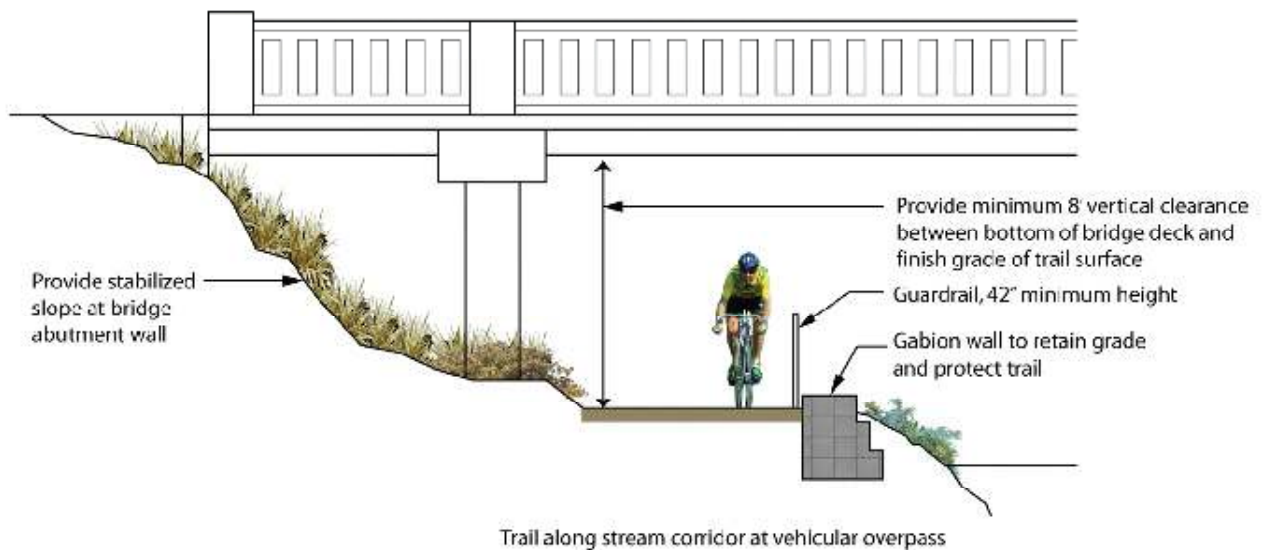 Provide minimum 8' vertical clearance
between bottom of bridge deck and
finish grade of trail surface
Provide stabilized
slope at bridge
abutment wall
Guardrail, 42" minimum height
Gabion wall to retain grade
and protect trail
Trail along stream corridor at vehicular overpass